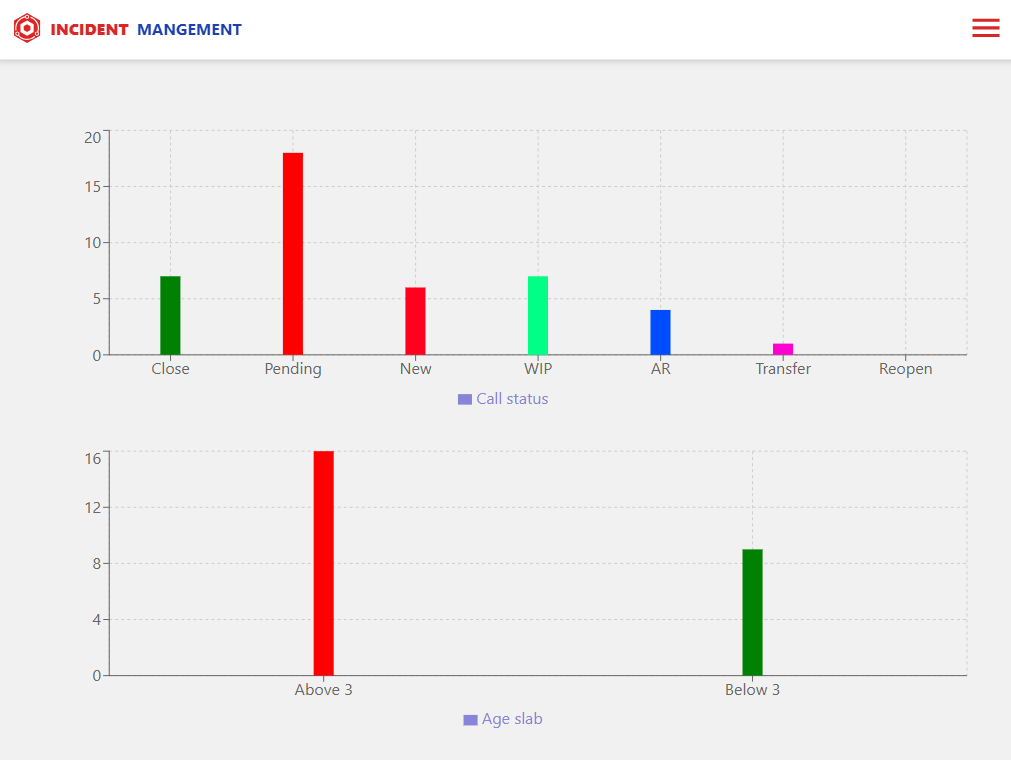 INCIDENT MANGEMENT
20
15
10
5
0
Close Pending New WIP AR Transfer Reopen
Call status
16
12
8
4
0
Above 3 Below 3
Age slab